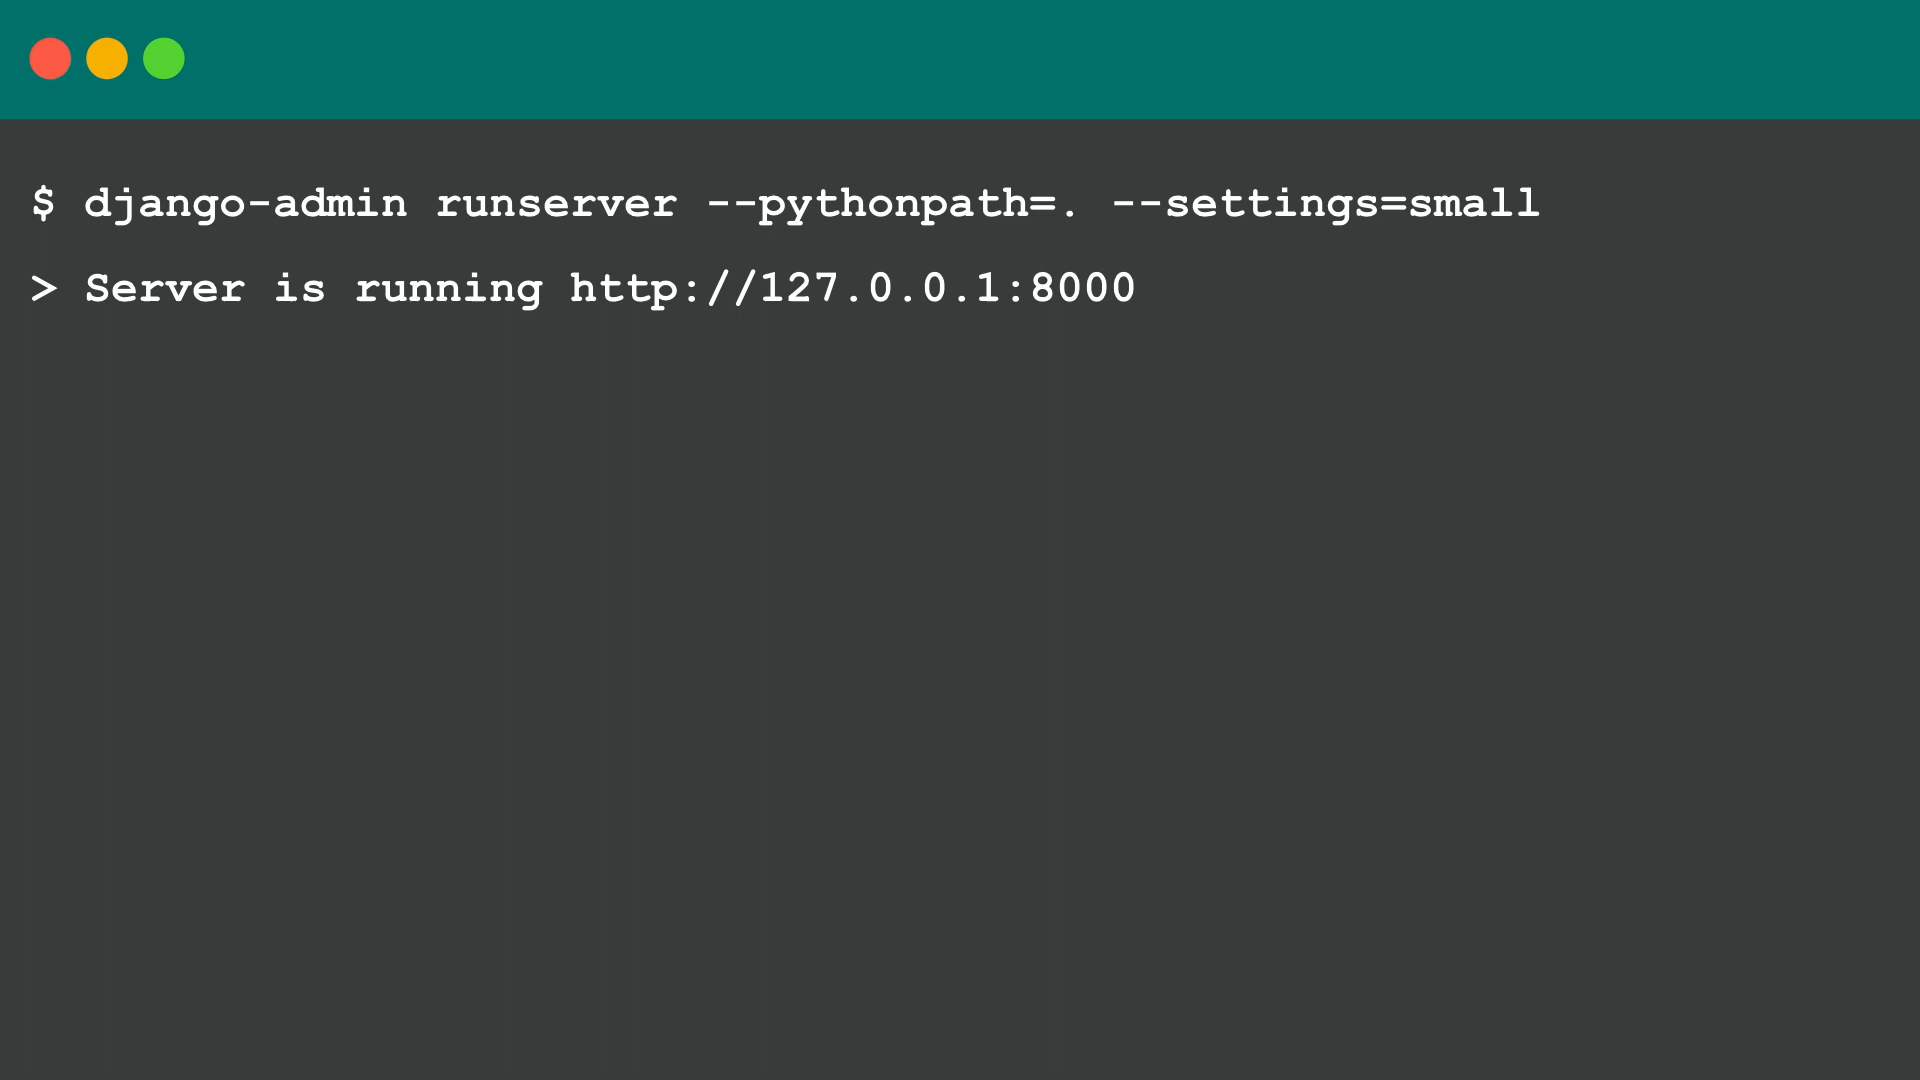 $ django-admin runserver --pythonpath=. --settings=small
> Server is running http://127.0.0.1:8000